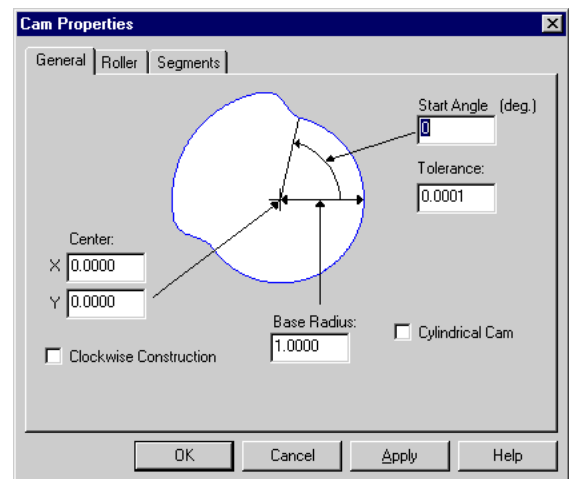 Cam Properties
General Roller Segments
Start Angle (deg.)
0
Tolerance:
0.0001
Center:
X 0.0000
Y 0.0000
Base Radius:
1.0000
Cylindrical Cam
Clockwise Construction
OK Cancel Apply Help